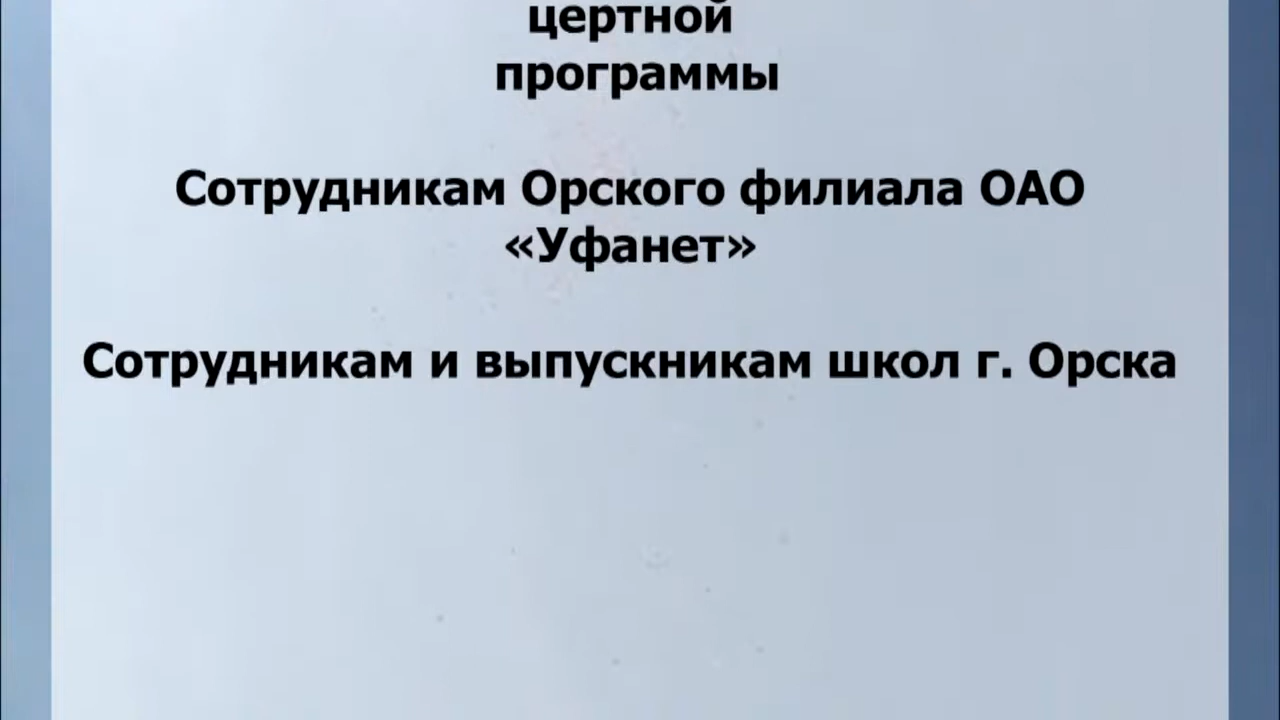 цертной
программы
Сотрудникам Орского филиала ОАО
«Уфанет»
Сотрудникам и выпускникам школ г. Орска